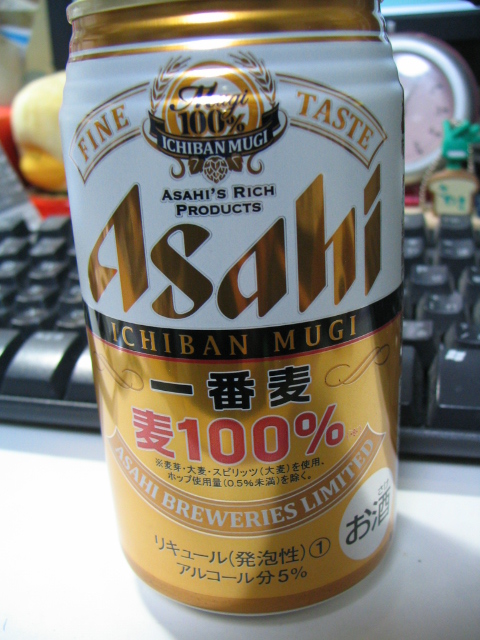 FINE TASTE
Mugi
100%
ICHIBAN MUGI
ASAHI'S RICH
PRODUCTS
Asahi
ICHIBAN MUGI
一番麦
麦100%※
※麦芽・大麦・スピリッツ(大麦)を使用。
ホップ使用量(0.5%未満)を除く。
ASAHI BREWERIES LIMITED
お酒
リキュール(発泡性)①
アルコール分5%